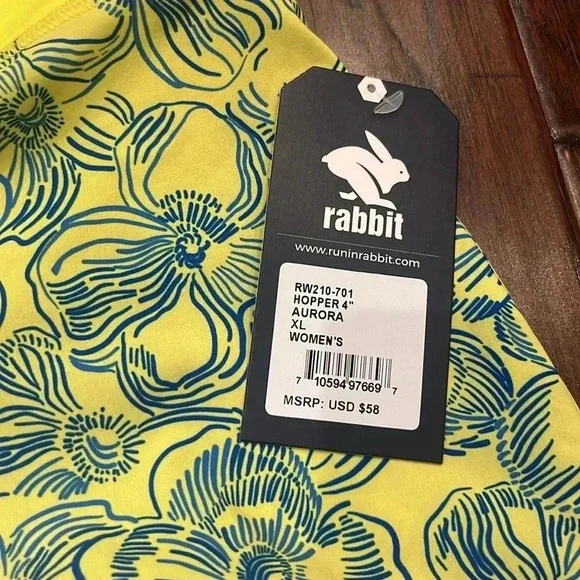 rabbit
www.runinrabbit.com
RW210-701
HOPPER 4"
AURORA
XL
WOMEN'S
7 10594 97669 7
MSRP: USD $58